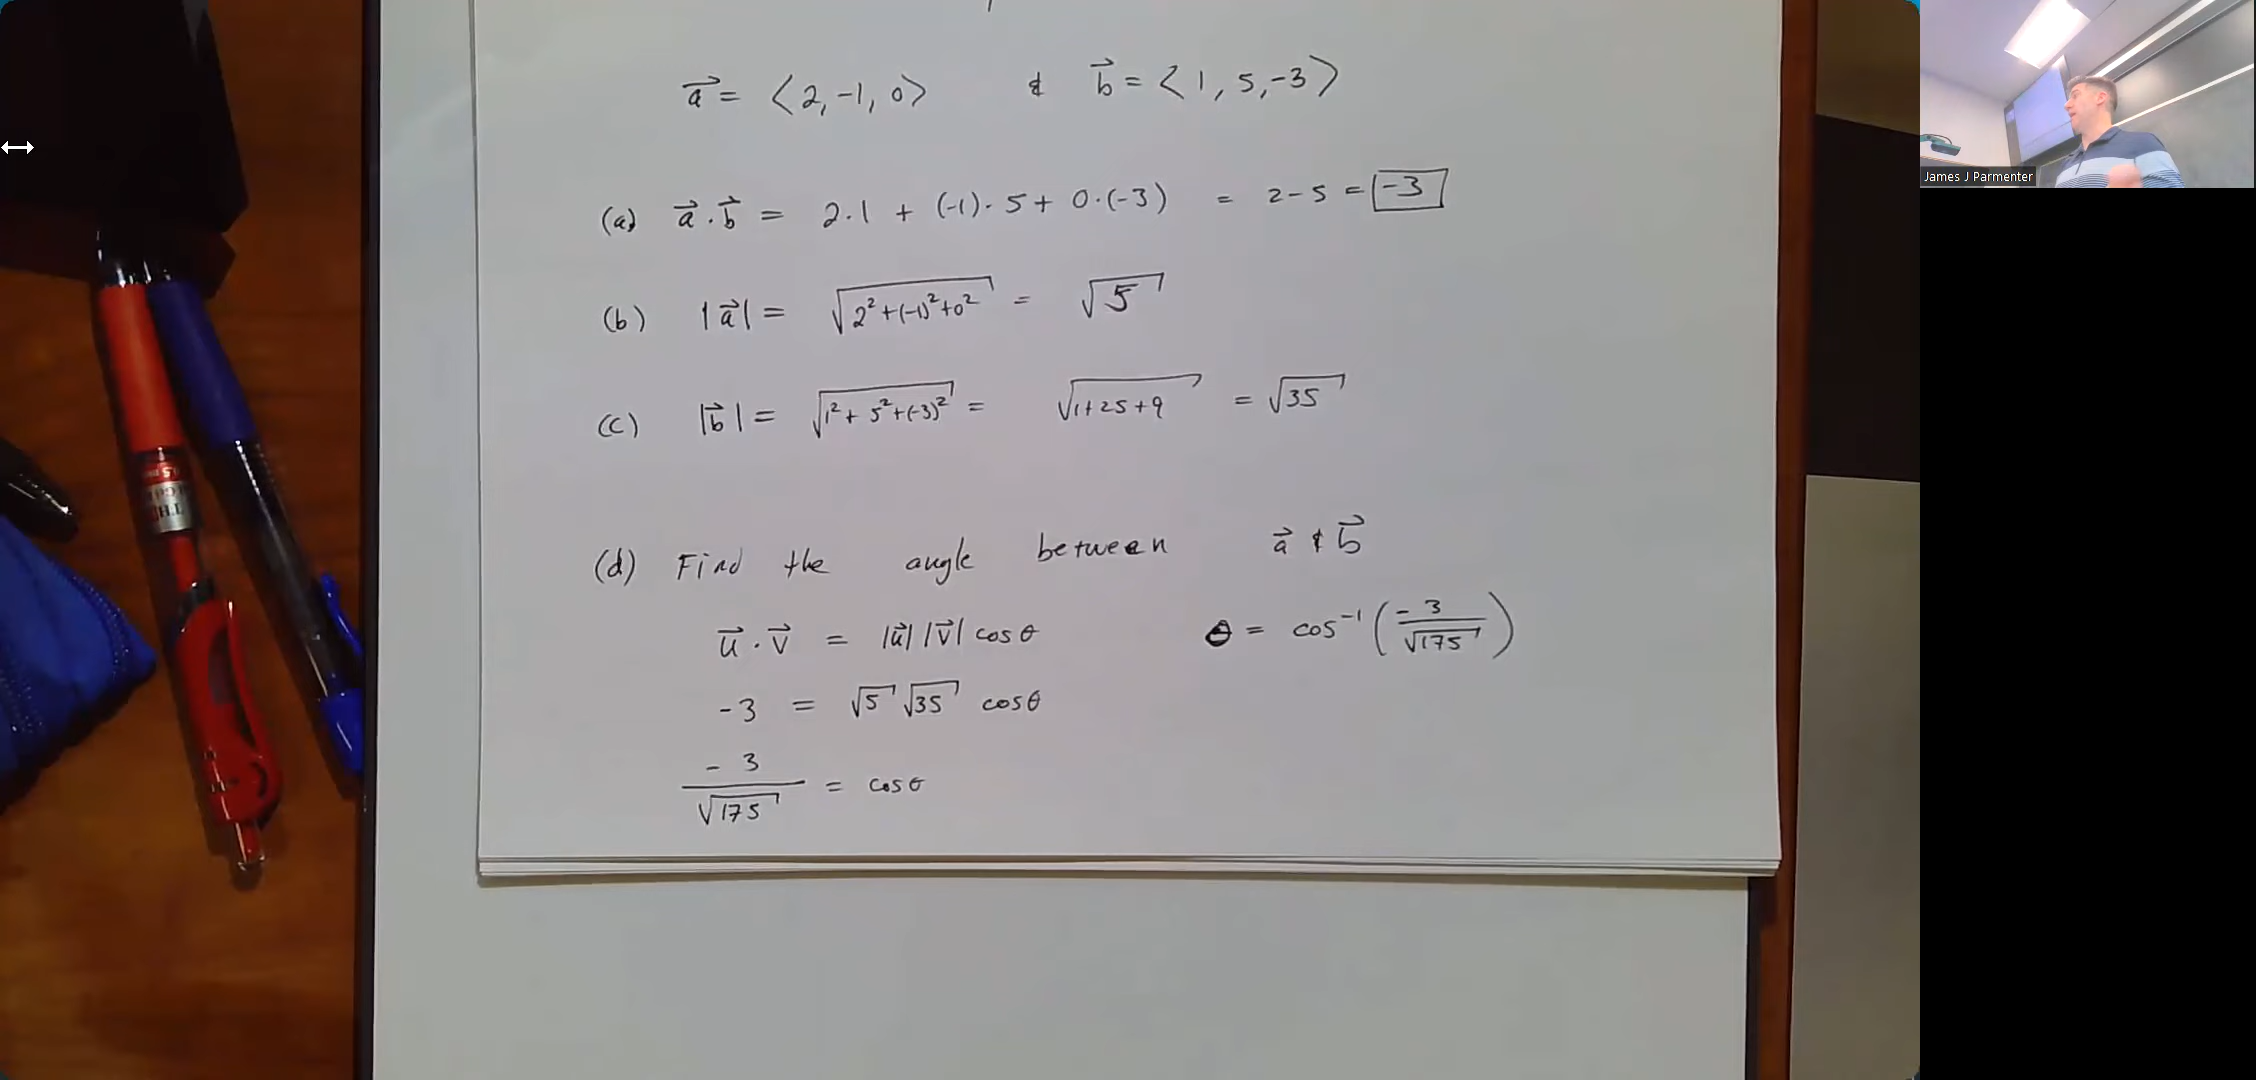 a⃗ = ⟨2, -1, 0⟩ & b⃗ = ⟨1, 5, -3⟩
(a) a⃗ · b⃗ = 2·1 + (-1)·5 + 0·(-3) = 2-5 = -3
(b) |a⃗| = √(2² + (-1)² + 0²) = √5
(c) |b⃗| = √(1² + 5² + (-3)²) = √(1+25+9) = √35
(d) Find the angle between a⃗ & b⃗
u⃗ · v⃗ = |u⃗| |v⃗| cos θ
θ = cos⁻¹(-3/√175)
-3 = √5 √35 cos θ
-3/√175 = cos θ
James J Parmenter